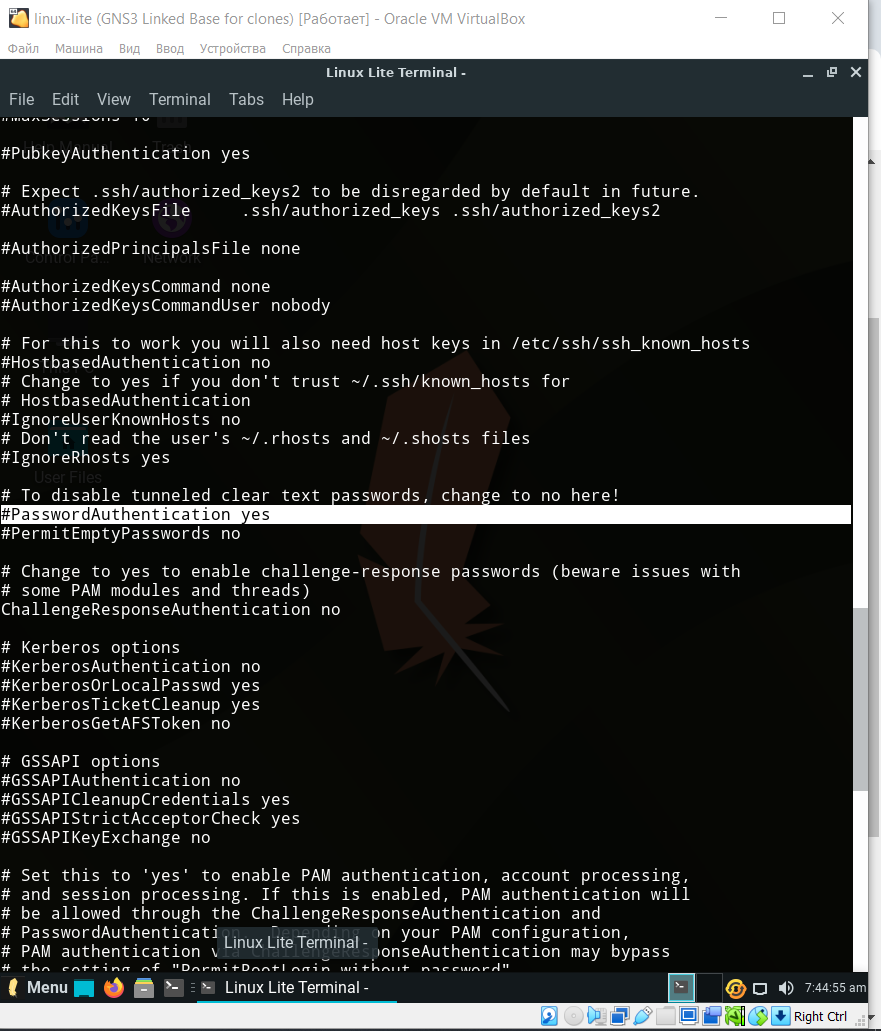 linux-lite (GNS3 Linked Base for clones) [Работает] - Oracle VM VirtualBox
Файл Машина Вид Ввод Устройства Справка
Linux Lite Terminal -
File Edit View Terminal Tabs Help
#MaxSessions 10
#PubkeyAuthentication yes
# Expect .ssh/authorized_keys2 to be disregarded by default in future.
#AuthorizedKeysFile .ssh/authorized_keys .ssh/authorized_keys2
#AuthorizedPrincipalsFile none
Control Pa... Network
#AuthorizedKeysCommand none
#AuthorizedKeysCommandUser nobody
# For this to work you will also need host keys in /etc/ssh/ssh_known_hosts
#HostbasedAuthentication no
# Change to yes if you don't trust ~/.ssh/known_hosts for
# HostbasedAuthentication
#IgnoreUserKnownHosts no
# Don't read the user's ~/.rhosts and ~/.shosts files
#IgnoreRhosts yes
User Files
# To disable tunneled clear text passwords, change to no here!
#PasswordAuthentication yes
#PermitEmptyPasswords no
# Change to yes to enable challenge-response passwords (beware issues with
# some PAM modules and threads)
ChallengeResponseAuthentication no
# Kerberos options
#KerberosAuthentication no
#KerberosOrLocalPasswd yes
#KerberosTicketCleanup yes
#KerberosGetAFSToken no
# GSSAPI options
#GSSAPIAuthentication no
#GSSAPICleanupCredentials yes
#GSSAPIStrictAcceptorCheck yes
#GSSAPIKeyExchange no
# Set this to 'yes' to enable PAM authentication, account processing,
# and session processing. If this is enabled, PAM authentication will
# be allowed through the ChallengeResponseAuthentication and
# PasswordAuthentication. Depending on your PAM configuration,
Linux Lite Terminal -
# PAM authentication via ChallengeResponseAuthentication may bypass
# the setting of "PermitRootLogin without-password"
Menu Linux Lite Terminal - 7:44:55 am
Right Ctrl